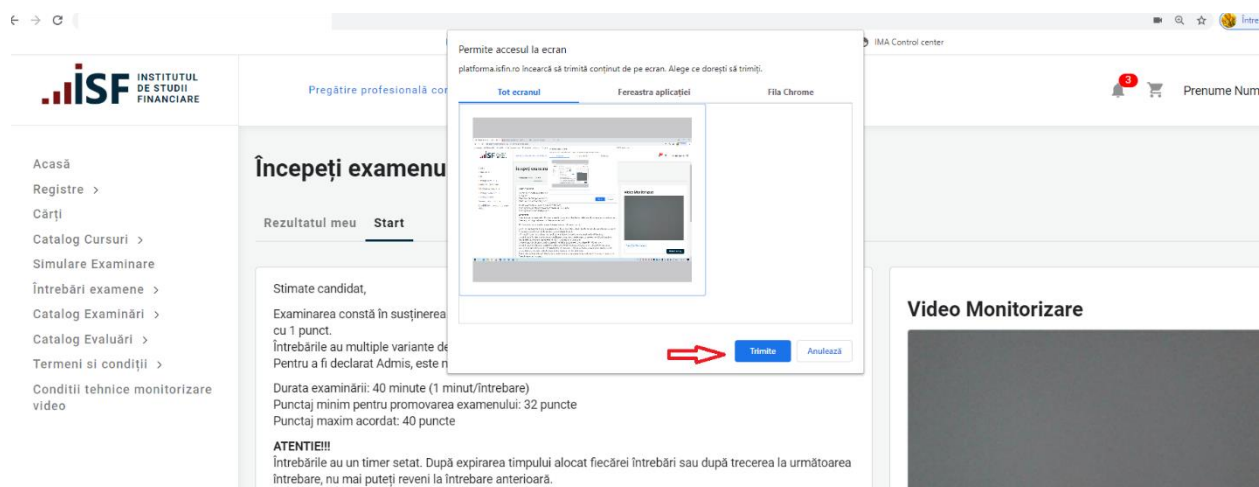 Între
IMA Control center
Permite accesul la ecran
platforma.isfin.ro încearcă să trimită conținut de pe ecran. Alege ce dorești să trimiți.
Tot ecranul Fereastra aplicației Fila Chrome
Trimite Anulează
ISF INSTITUTUL
DE STUDII
FINANCIARE
Pregătire profesională con
3
Prenume Num
Acasă
Registre >
Cărți
Catalog Cursuri >
Simulare Examinare
Întrebări examene >
Catalog Examinări >
Catalog Evaluări >
Termeni si condiții >
Conditii tehnice monitorizare
video
Începeți examenu
Rezultatul meu Start
Stimate candidat,
Examinarea constă în susținerea
cu 1 punct.
Întrebările au multiple variante de
Pentru a fi declarat Admis, este n
Durata examinării: 40 minute (1 minut/întrebare)
Punctaj minim pentru promovarea examenului: 32 puncte
Punctaj maxim acordat: 40 puncte
ATENTIE!!!
Întrebările au un timer setat. După expirarea timpului alocat fiecărei întrebări sau după trecerea la următoarea
întrebare, nu mai puteți reveni la întrebare anterioară.
Video Monitorizare